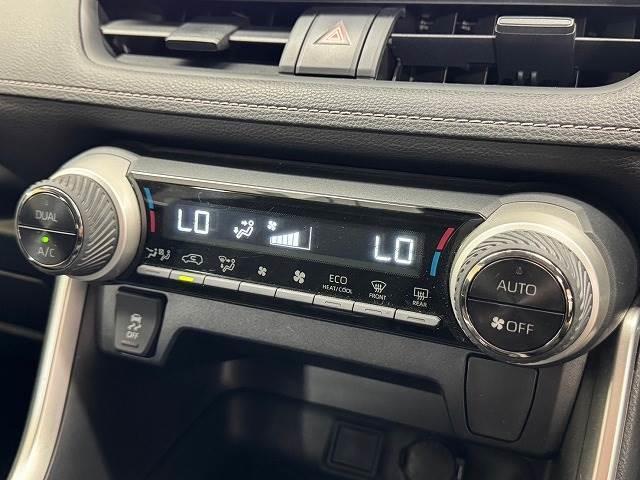 DUAL
A/C
LO
LO
ECO
HEAT/COOL
FRONT
REAR
AUTO
OFF
OFF